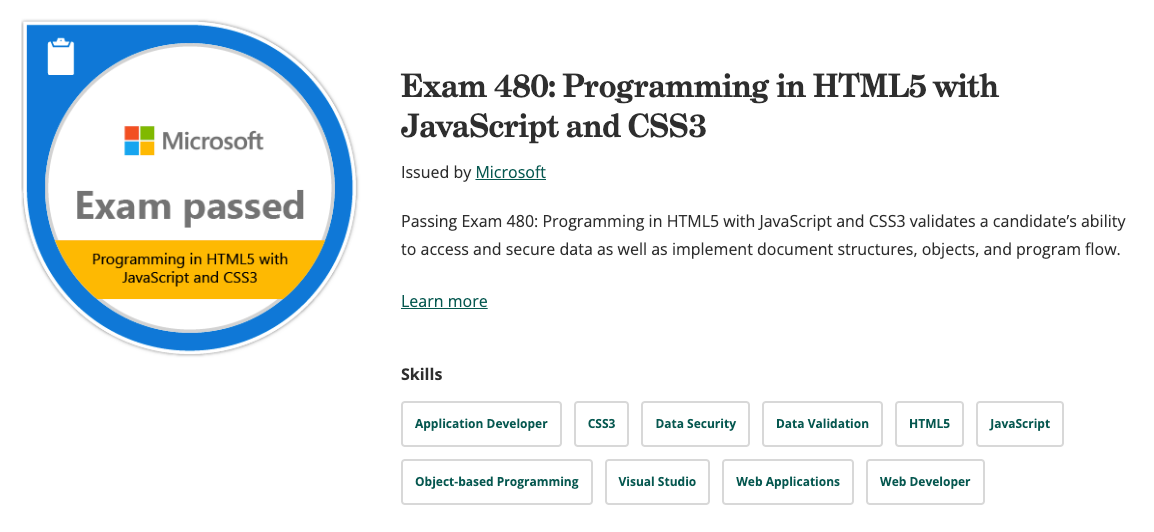 Microsoft
Exam passed
Programming in HTML5 with
JavaScript and CSS3
Exam 480: Programming in HTML5 with
JavaScript and CSS3
Issued by Microsoft
Passing Exam 480: Programming in HTML5 with JavaScript and CSS3 validates a candidate’s ability
to access and secure data as well as implement document structures, objects, and program flow.
Learn more
Skills
Application Developer CSS3 Data Security Data Validation HTML5 JavaScript
Object-based Programming Visual Studio Web Applications Web Developer